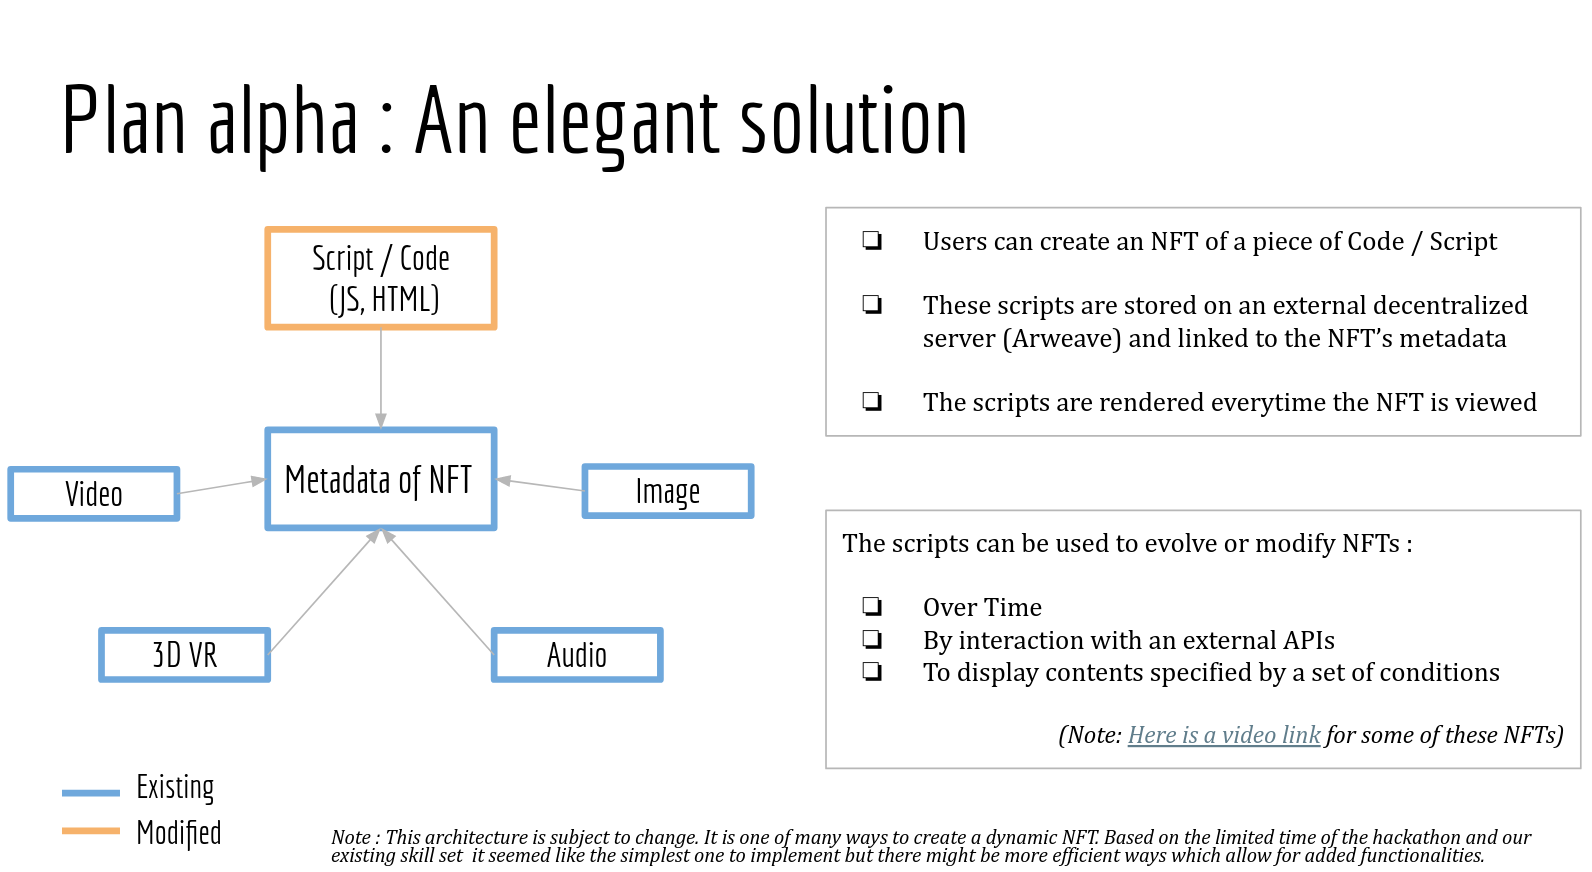 Plan alpha : An elegant solution
Script / Code
(JS, HTML)
Metadata of NFT
Video
Image
3D VR
Audio
Existing
Modified
❏ Users can create an NFT of a piece of Code / Script
❏ These scripts are stored on an external decentralized
server (Arweave) and linked to the NFT’s metadata
❏ The scripts are rendered everytime the NFT is viewed
The scripts can be used to evolve or modify NFTs :
❏ Over Time
❏ By interaction with an external APIs
❏ To display contents specified by a set of conditions
(Note: Here is a video link for some of these NFTs)
Note : This architecture is subject to change. It is one of many ways to create a dynamic NFT. Based on the limited time of the hackathon and our
existing skill set it seemed like the simplest one to implement but there might be more efficient ways which allow for added functionalities.